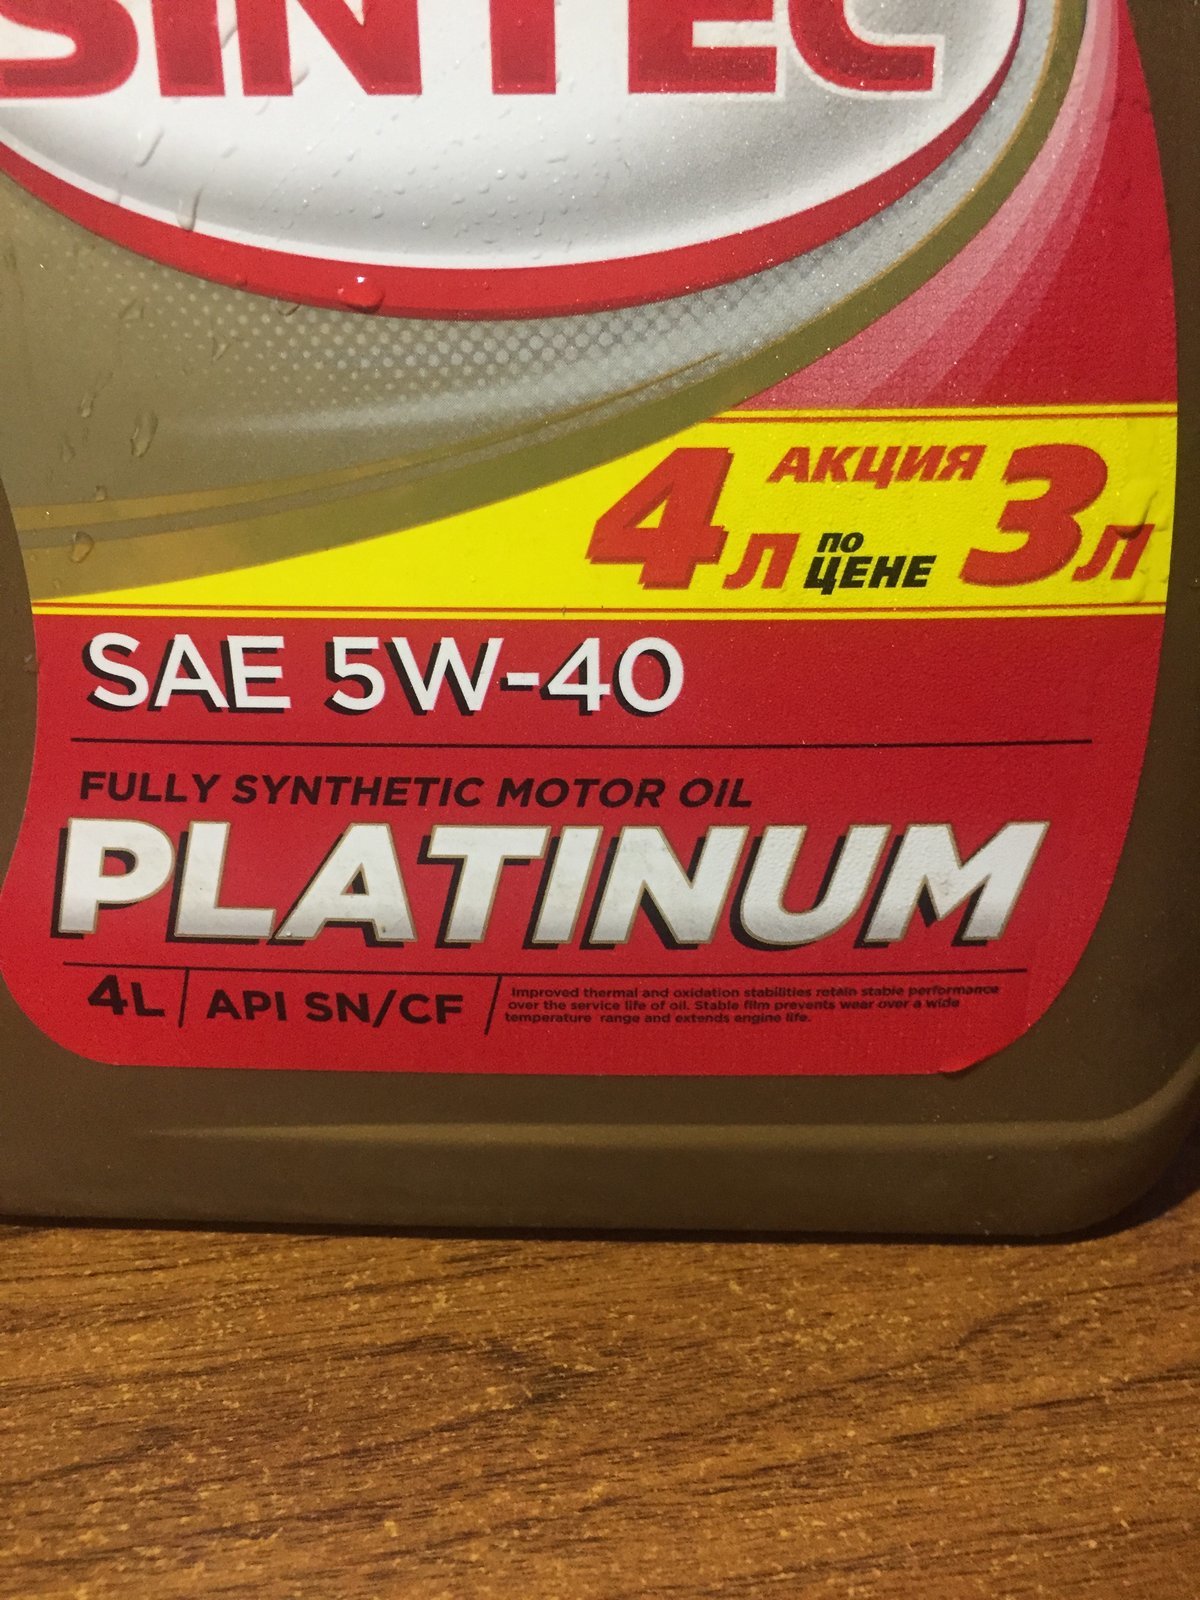 SINTEC
АКЦИЯ
4л по цене 3л
SAE 5W-40
FULLY SYNTHETIC MOTOR OIL
PLATINUM
4L API SN/CF
Improved thermal and oxidation stabilities retain stable performance
over the service life of oil. Stable film prevents wear over a wide
temperature range and extends engine life.